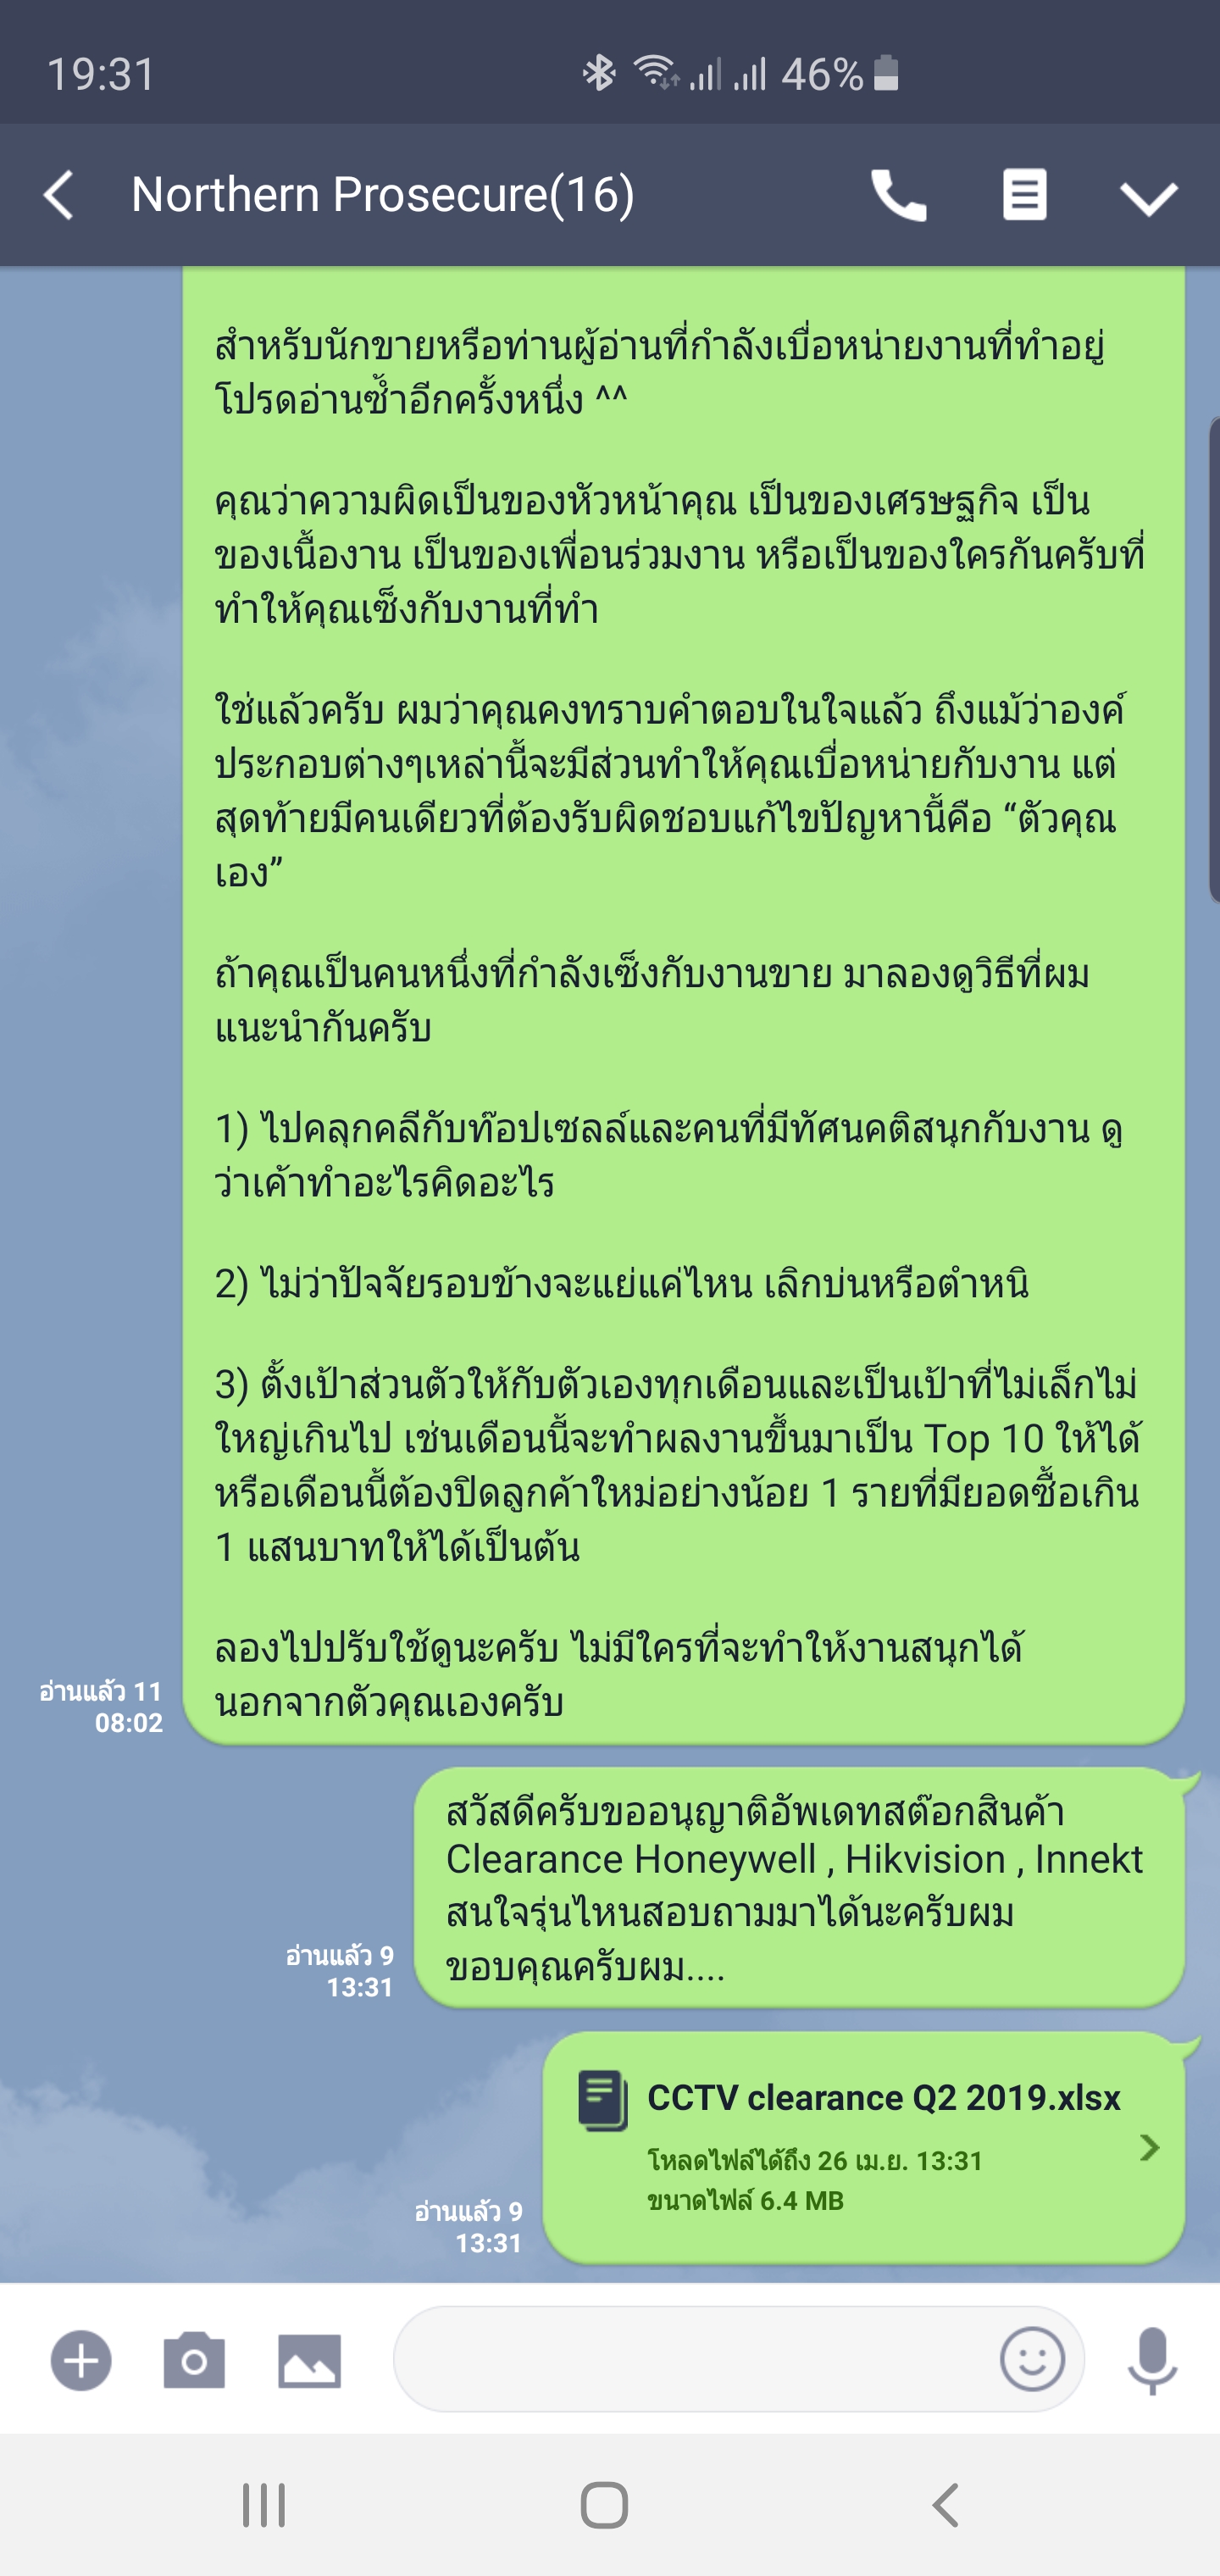 19:31
46%
Northern Prosecure(16)
สำหรับนักขายหรือท่านผู้อ่านที่กำลังเบื่อหน่ายงานที่ทำอยู่
โปรดอ่านซ้ำอีกครั้งหนึ่ง ^^
คุณว่าความผิดเป็นของหัวหน้าคุณ เป็นของเศรษฐกิจ เป็น
ของเนื้องาน เป็นของเพื่อนร่วมงาน หรือเป็นของใครกันครับที่
ทำให้คุณเซ็งกับงานที่ทำ
ใช่แล้วครับ ผมว่าคุณคงทราบคำตอบในใจแล้ว ถึงแม้ว่าองค์
ประกอบต่างๆเหล่านี้จะมีส่วนทำให้คุณเบื่อหน่ายกับงาน แต่
สุดท้ายมีคนเดียวที่ต้องรับผิดชอบแก้ไขปัญหานี้คือ “ตัวคุณ
เอง”
ถ้าคุณเป็นคนหนึ่งที่กำลังเซ็งกับงานขาย มาลองดูวิธีที่ผม
แนะนำกันครับ
1) ไปคลุกคลีกับท๊อปเซลล์และคนที่มีทัศนคติสนุกกับงาน ดู
ว่าเค้าทำอะไรคิดอะไร
2) ไม่ว่าปัจจัยรอบข้างจะแย่แค่ไหน เลิกบ่นหรือตำหนิ
3) ตั้งเป้าส่วนตัวให้กับตัวเองทุกเดือนและเป็นเป้าที่ไม่เล็กไม่
ใหญ่เกินไป เช่นเดือนนี้จะทำผลงานขึ้นมาเป็น Top 10 ให้ได้
หรือเดือนนี้ต้องปิดลูกค้าใหม่อย่างน้อย 1 รายที่มียอดซื้อเกิน
1 แสนบาทให้ได้เป็นต้น
ลองไปปรับใช้ดูนะครับ ไม่มีใครที่จะทำให้งานสนุกได้
นอกจากตัวคุณเองครับ
อ่านแล้ว 11
08:02
สวัสดีครับขออนุญาติอัพเดทสต๊อกสินค้า
Clearance Honeywell , Hikvision , Innekt
สนใจรุ่นไหนสอบถามมาได้นะครับผม
ขอบคุณครับผม....
อ่านแล้ว 9
13:31
CCTV clearance Q2 2019.xlsx
โหลดไฟล์ได้ถึง 26 เม.ย. 13:31
ขนาดไฟล์ 6.4 MB
อ่านแล้ว 9
13:31